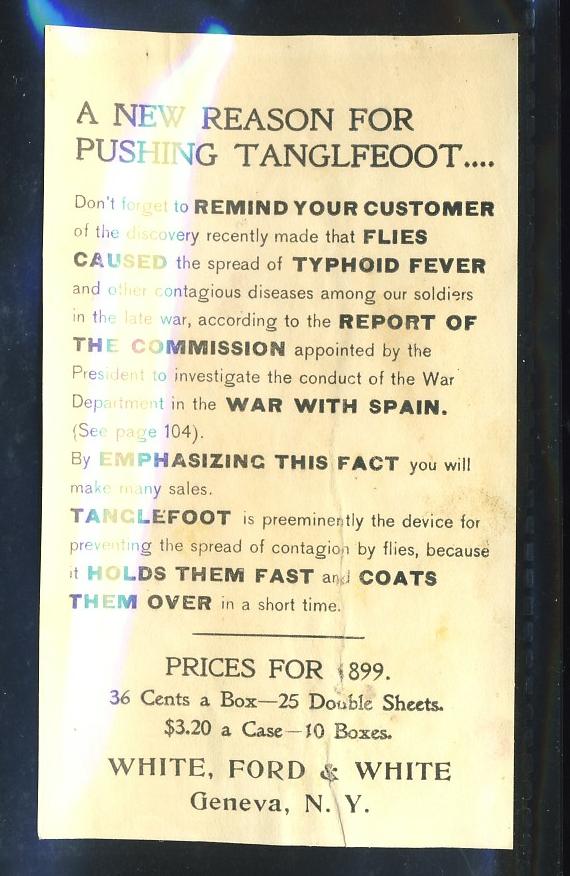 A NEW REASON FOR
PUSHING TANGLFEOOT....
Don't forget to REMIND YOUR CUSTOMER
of the discovery recently made that FLIES
CAUSED the spread of TYPHOID FEVER
and other contagious diseases among our soldiers
in the late war, according to the REPORT OF
THE COMMISSION appointed by the
President to investigate the conduct of the War
Department in the WAR WITH SPAIN.
(See page 104).
By EMPHASIZING THIS FACT you will
make many sales.
TANGLEFOOT is preeminently the device for
preventing the spread of contagion by flies, because
it HOLDS THEM FAST and COATS
THEM OVER in a short time.
PRICES FOR 1899.
36 Cents a Box—25 Double Sheets.
$3.20 a Case—10 Boxes.
WHITE, FORD & WHITE
Geneva, N. Y.